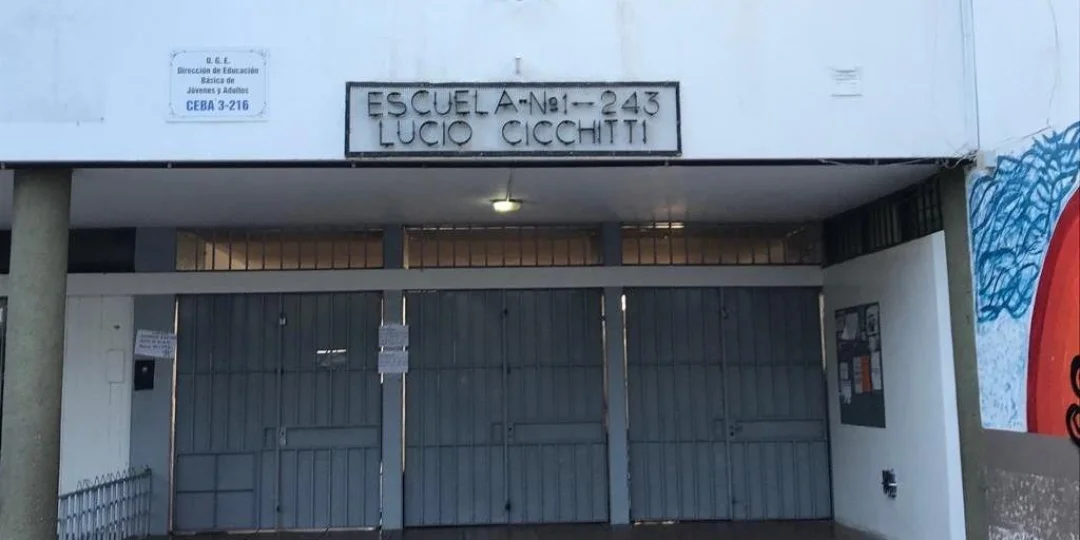 D. G. E.
Dirección de Educación
Básica de
Jóvenes y Adultos
CEBA 3-216
ESCUELA-Nº1-243
LUCIO CICCHITTI